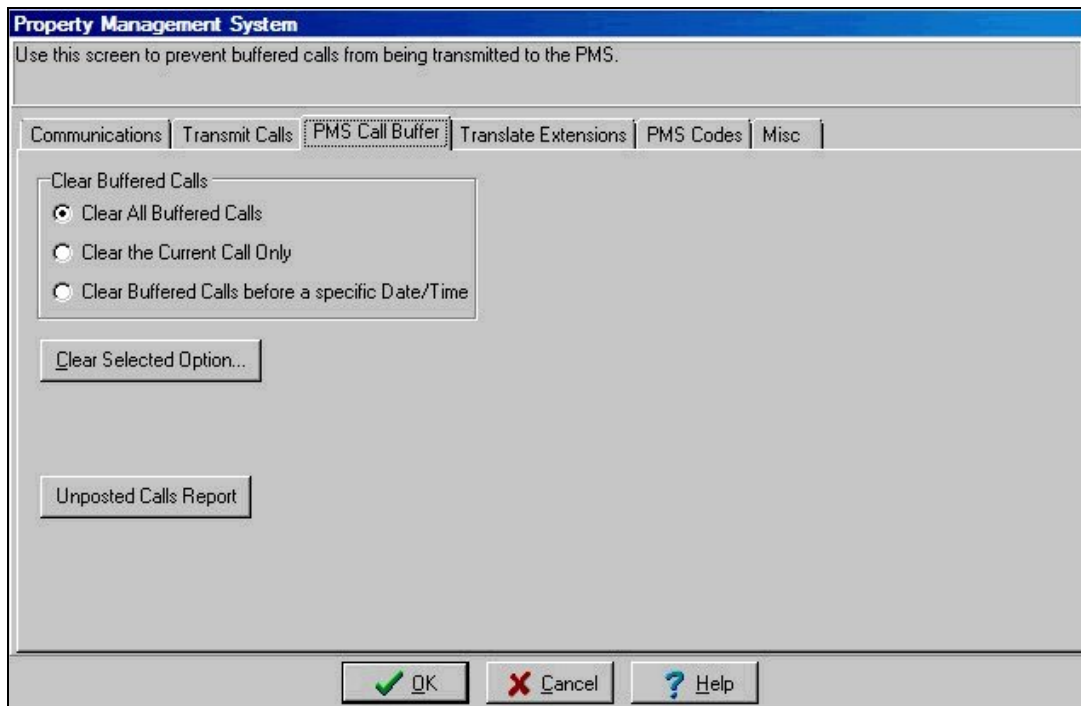 Property Management System
Use this screen to prevent buffered calls from being transmitted to the PMS.
Communications Transmit Calls PMS Call Buffer Translate Extensions PMS Codes Misc
Clear Buffered Calls
Clear All Buffered Calls
Clear the Current Call Only
Clear Buffered Calls before a specific Date/Time
Clear Selected Option...
Unposted Calls Report
OK Cancel Help